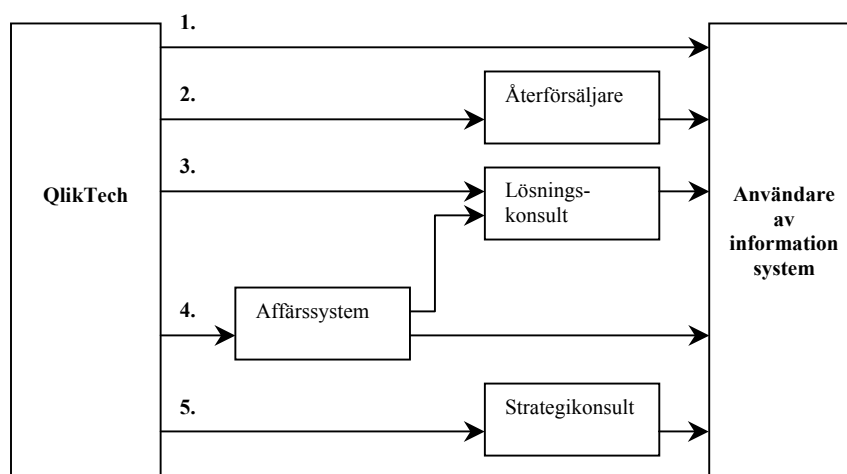 1.
2.
Återförsäljare
3.
QlikTech
Lösnings-
konsult
Användare
av
information
system
4.
Affärssystem
5.
Strategikonsult